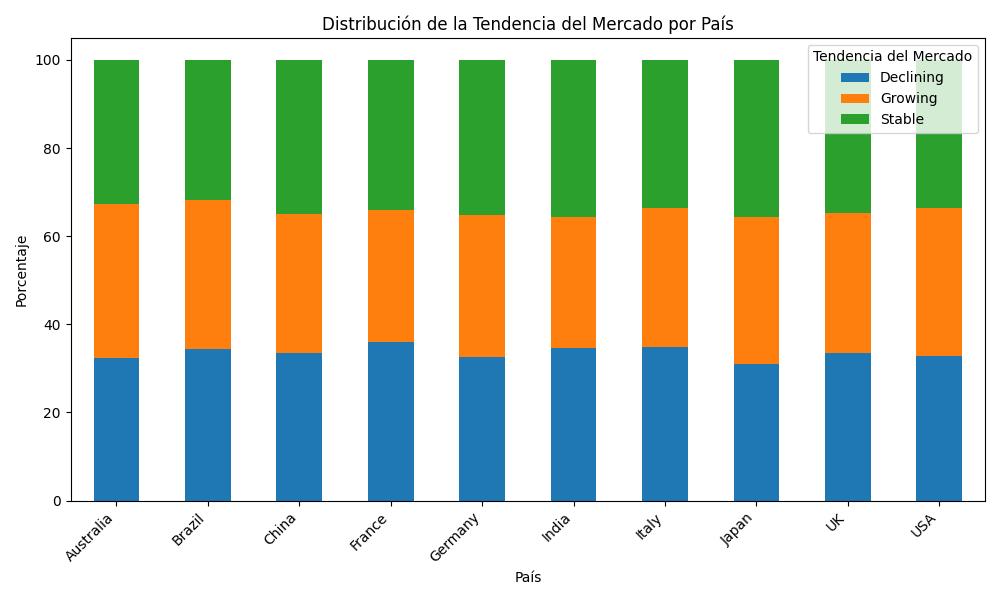 Distribución de la Tendencia del Mercado por País
Tendencia del Mercado
Declining
Growing
Stable
Porcentaje
100
80
60
40
20
0
Australia
Brazil
China
France
Germany
India
Italy
Japan
UK
USA
País